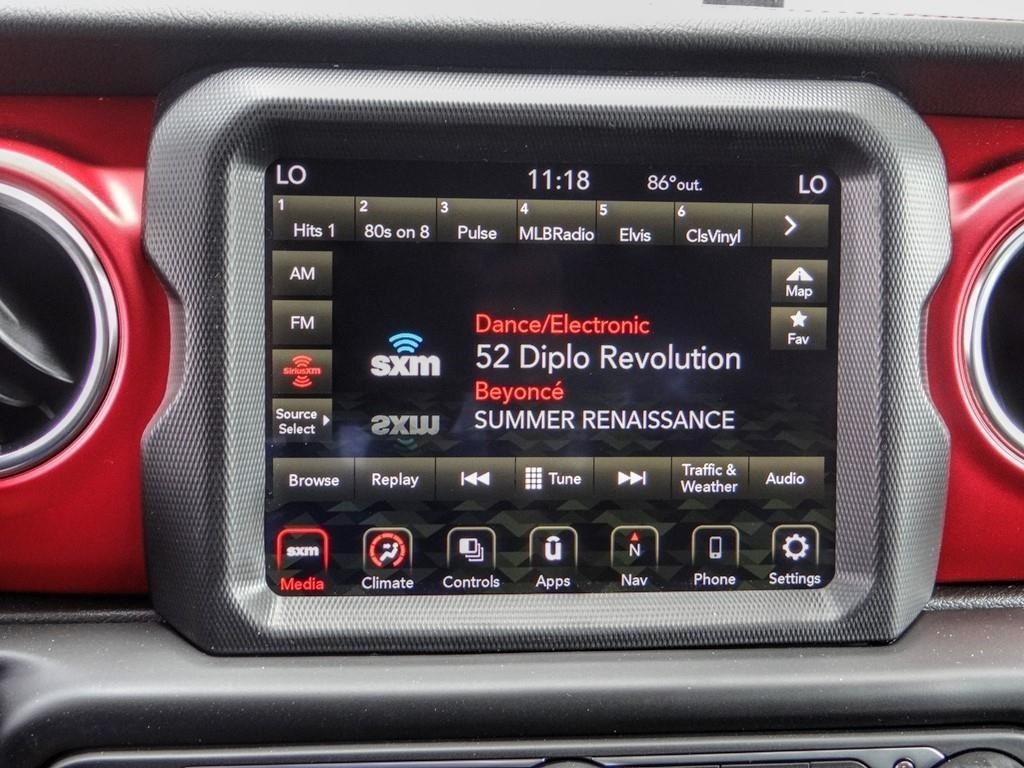 LO 11:18 86°out. LO
1 2 3 4 5 6
Hits 1 80s on 8 Pulse MLBRadio Elvis ClsVinyl >
AM
Map
FM
Fav
SiriusXM
Source
Select
sxm
sxm
Dance/Electronic
52 Diplo Revolution
Beyoncé
SUMMER RENAISSANCE
Browse Replay Tune Traffic &
Weather Audio
sxm û N
Media Climate Controls Apps Nav Phone Settings